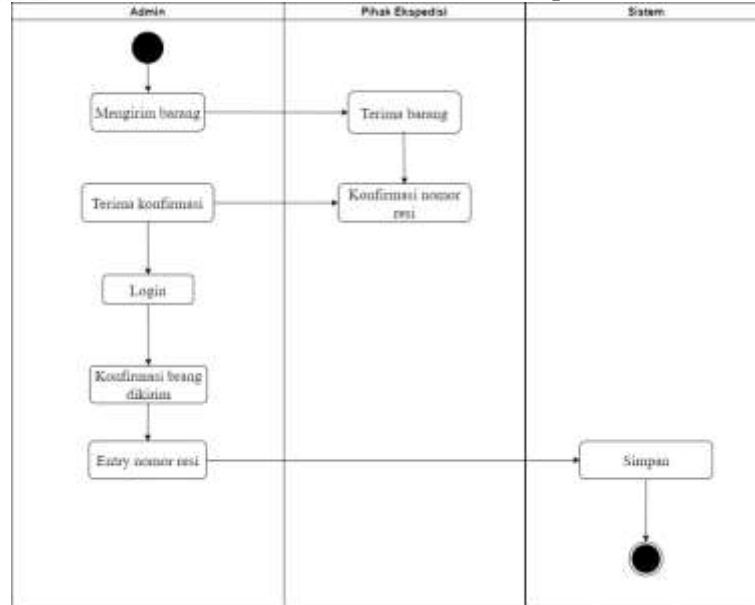 Admin
Pihak Ekspedisi
Sistem
Mengirim barang
Terima barang
Terima konfirmasi
Konfirmasi nomor
resi
Login
Konfirmasi brang
dikirim
Entry nomor resi
Simpan